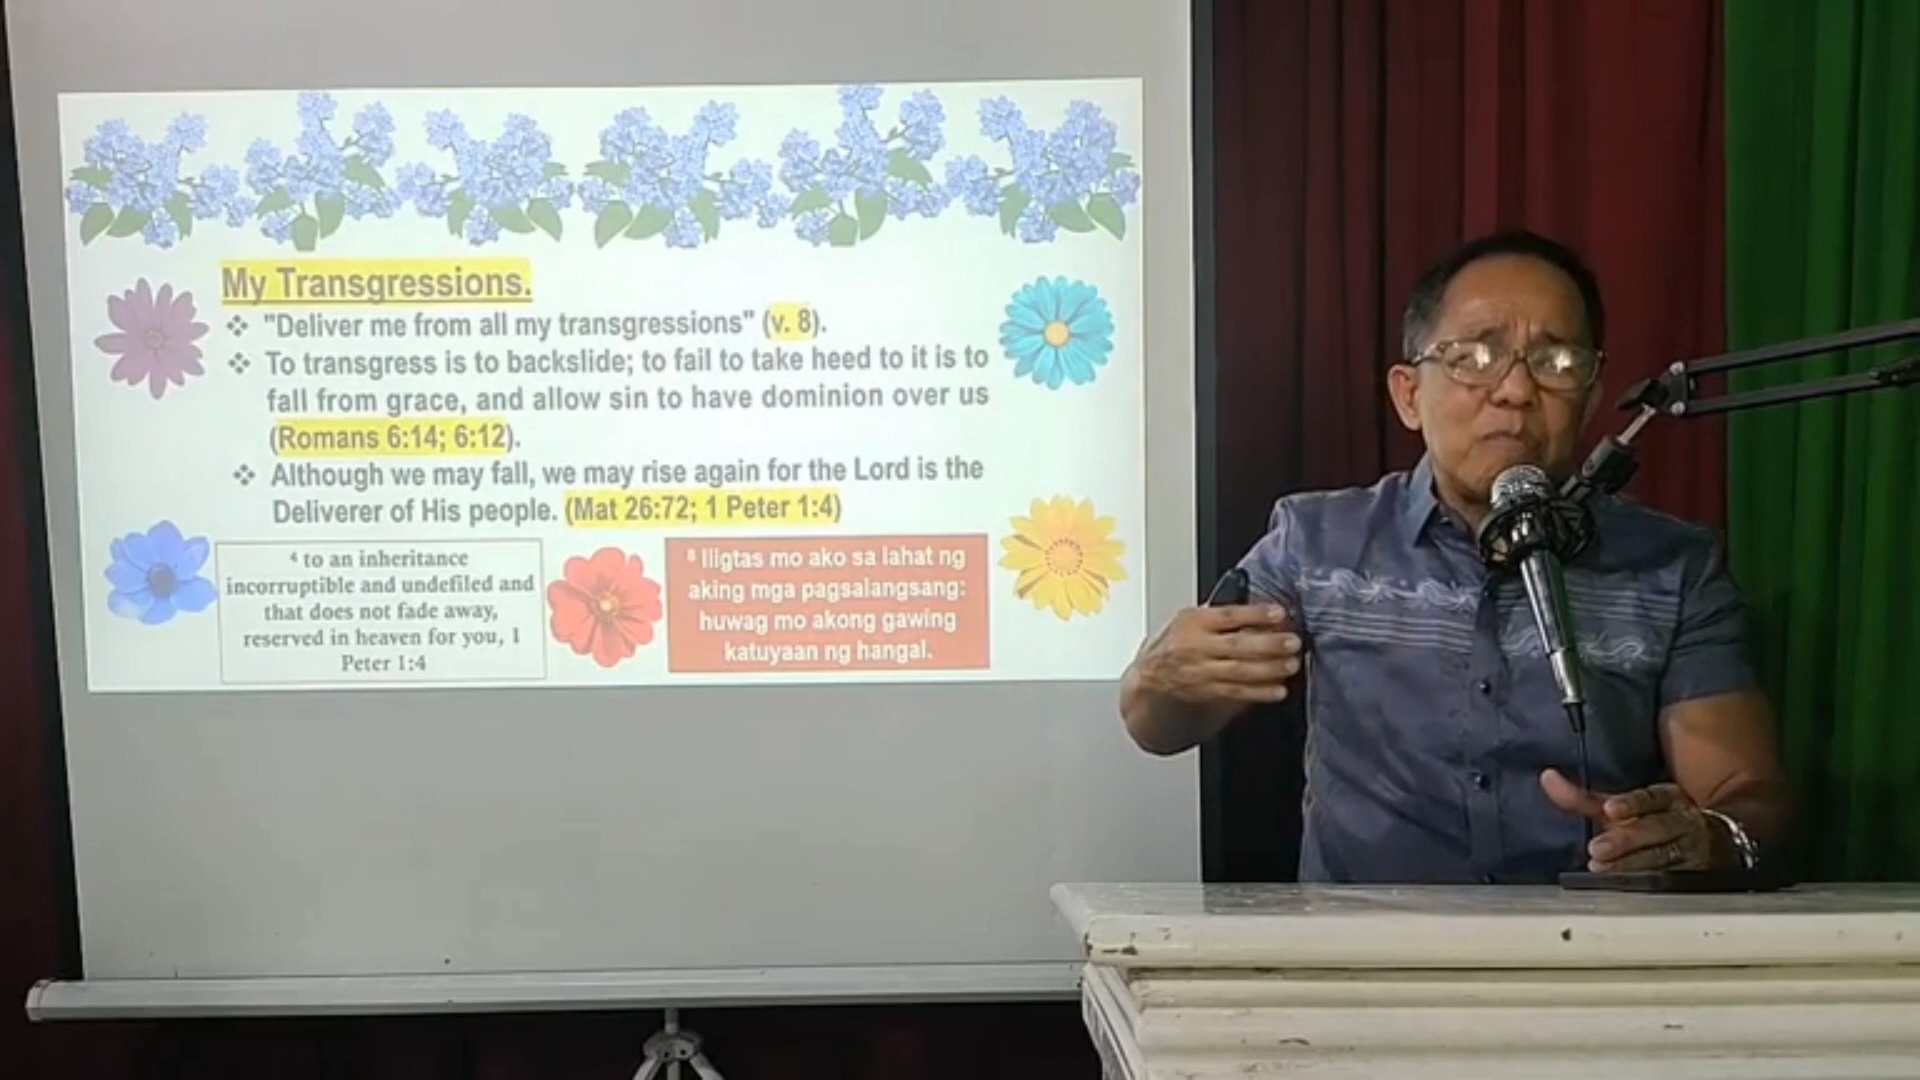 My Transgressions.
❖ "Deliver me from all my transgressions" (v. 8).
❖ To transgress is to backslide; to fail to take heed to it is to
fall from grace, and allow sin to have dominion over us
(Romans 6:14; 6:12).
❖ Although we may fall, we may rise again for the Lord is the
Deliverer of His people. (Mat 26:72; 1 Peter 1:4)
⁴ to an inheritance
incorruptible and undefiled and
that does not fade away,
reserved in heaven for you, 1
Peter 1:4
⁸ Iligtas mo ako sa lahat ng
aking mga pagsalangsang:
huwag mo akong gawing
katuyaan ng hangal.